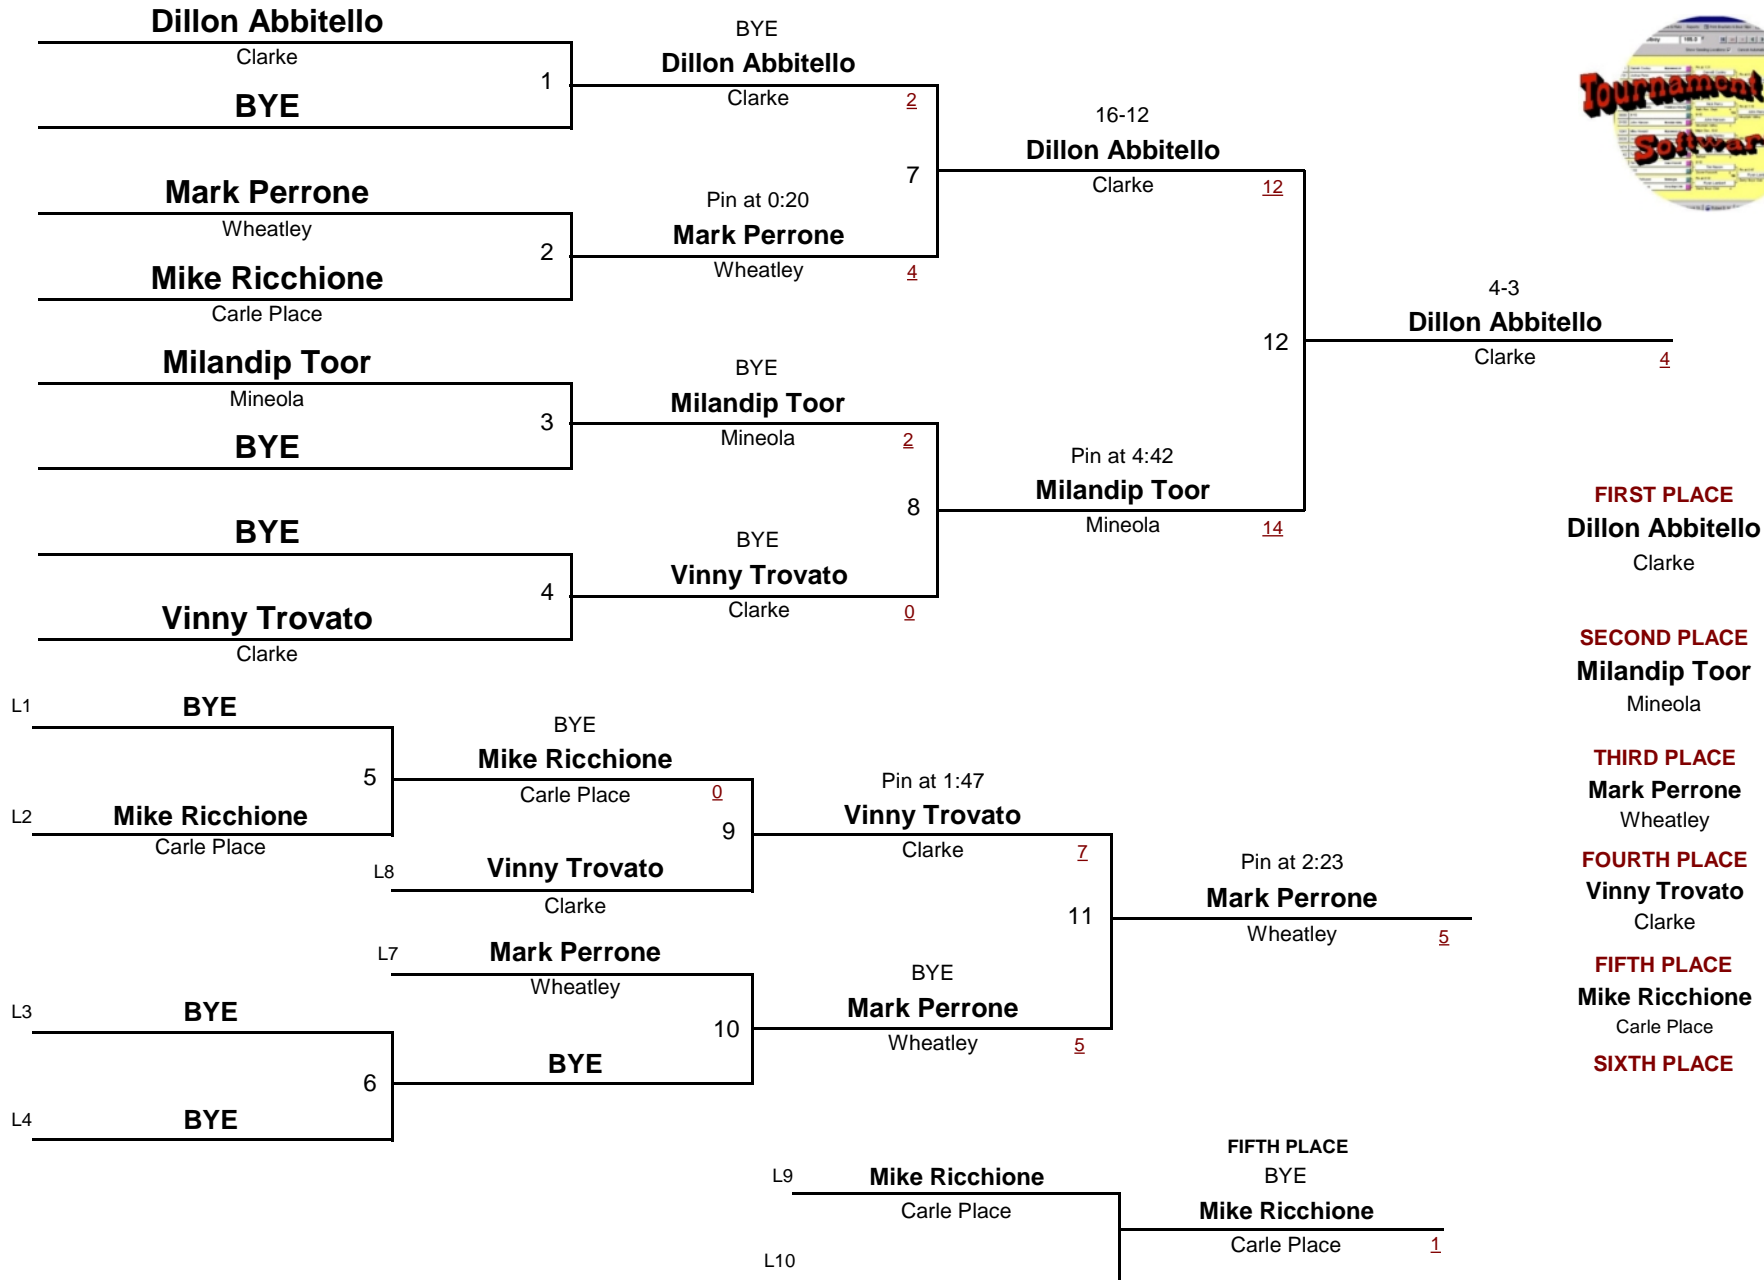 Dillon Abbitello
Clarke
BYE
1
Mark Perrone
Wheatley
Mike Ricchione
Carle Place
2
Milandip Toor
Mineola
BYE
3
BYE
Vinny Trovato
Clarke
4
BYE
Dillon Abbitello
Clarke
2
7
Pin at 0:20
Mark Perrone
Wheatley
4
BYE
Milandip Toor
Mineola
2
8
BYE
Vinny Trovato
Clarke
0
16-12
Dillon Abbitello
Clarke
12
12
Pin at 4:42
Milandip Toor
Mineola
14
4-3
Dillon Abbitello
Clarke
4
Tournament
Softwar
FIRST PLACE
Dillon Abbitello
Clarke
SECOND PLACE
Milandip Toor
Mineola
THIRD PLACE
Mark Perrone
Wheatley
FOURTH PLACE
Vinny Trovato
Clarke
FIFTH PLACE
Mike Ricchione
Carle Place
SIXTH PLACE
L1
BYE
5
L2
Mike Ricchione
Carle Place
BYE
Mike Ricchione
Carle Place
0
9
L8
Vinny Trovato
Clarke
L7
Mark Perrone
Wheatley
10
BYE
L3
BYE
6
L4
BYE
Pin at 1:47
Vinny Trovato
Clarke
7
11
BYE
Mark Perrone
Wheatley
5
Pin at 2:23
Mark Perrone
Wheatley
5
L9
Mike Ricchione
Carle Place
L10
FIFTH PLACE
BYE
Mike Ricchione
Carle Place
1